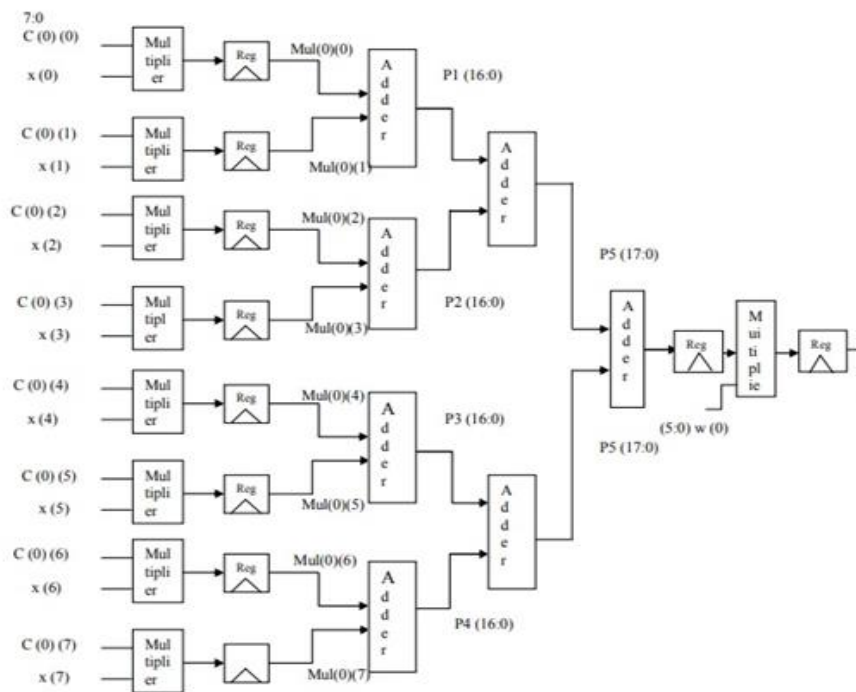 7:0
C (0) (0)
x (0)
Mul
tipli
er
Reg
Mul(0)(0)
A
d
d
e
r
P1 (16:0)
C (0) (1)
x (1)
Mul
tipli
er
Reg
Mul(0)(1)
A
d
d
e
r
C (0) (2)
x (2)
Mul
tipli
er
Reg
Mul(0)(2)
A
d
d
e
r
P2 (16:0)
C (0) (3)
x (3)
Mul
tipl
er
Reg
Mul(0)(3)
P5 (17:0)
A
d
d
e
r
Reg
M
ui
ti
plie
Reg
(5:0) w (0)
P5 (17:0)
C (0) (4)
x (4)
Mul
tipli
er
Reg
Mul(0)(4)
A
d
d
e
r
P3 (16:0)
C (0) (5)
x (5)
Mul
tipli
er
Reg
Mul(0)(5)
A
d
d
e
r
C (0) (6)
x (6)
Mul
tipli
er
Reg
Mul(0)(6)
A
d
d
e
r
P4 (16:0)
C (0) (7)
x (7)
Mul
tipli
er
Mul(0)(7)